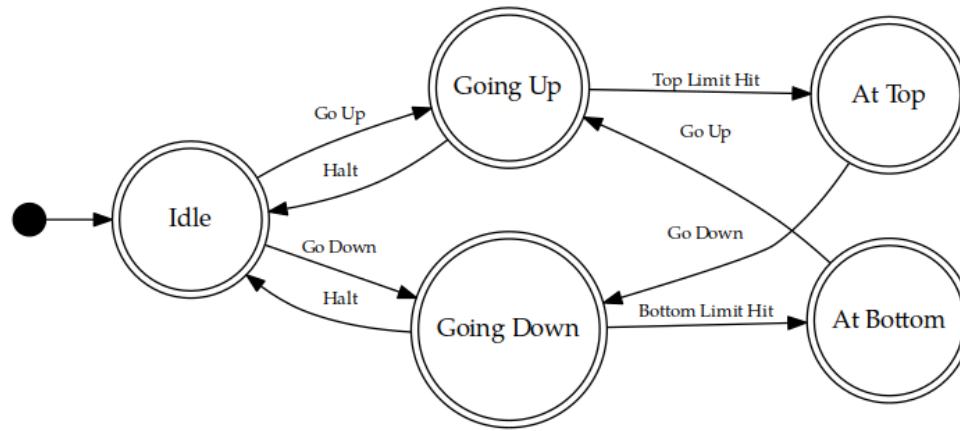 Going Up
Top Limit Hit
At Top
Go Up
Go Up
Halt
Idle
Go Down
Go Down
Halt
Bottom Limit Hit
Going Down
At Bottom